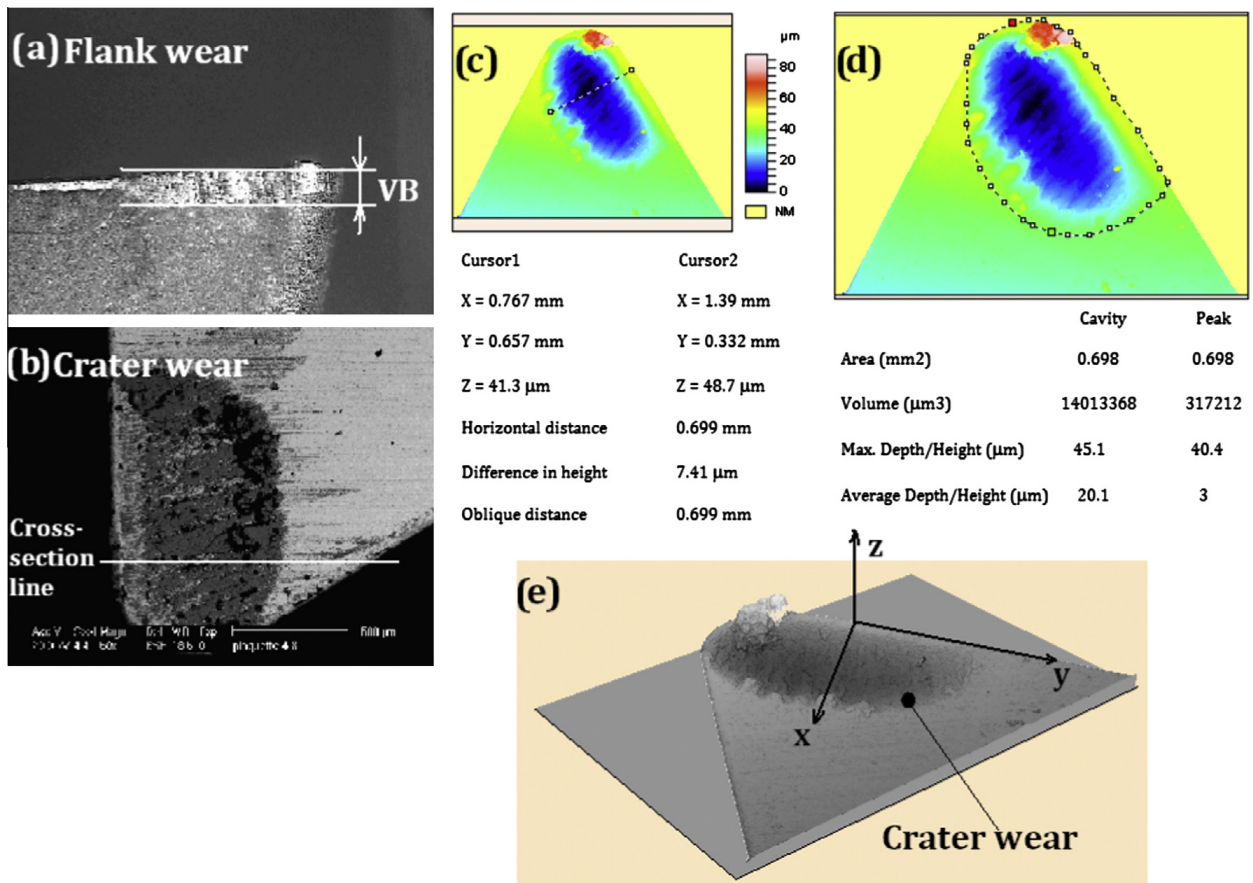 (a) Flank wear
VB
(b) Crater wear
Cross-
section
line
500 µm
plaquette 4-8
(c)
µm
80
60
40
20
0
NM
Cursor1 Cursor2
X = 0.767 mm X = 1.39 mm
Y = 0.657 mm Y = 0.332 mm
Z = 41.3 µm Z = 48.7 µm
Horizontal distance 0.699 mm
Difference in height 7.41 µm
Oblique distance 0.699 mm
(d)
Cavity Peak
Area (mm2) 0.698 0.698
Volume (µm3) 14013368 317212
Max. Depth/Height (µm) 45.1 40.4
Average Depth/Height (µm) 20.1 3
(e)
z
y
x
Crater wear